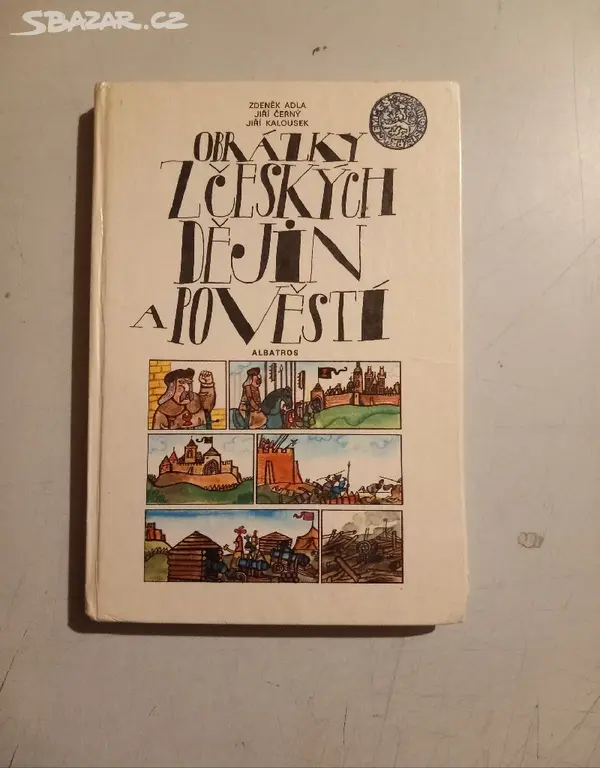 SBAZAR.CZ
ZDENĚK ADLA
JIŘÍ ČERNÝ
JIŘÍ KALOUSEK
OBRÁZKY
Z ČESKÝCH
DĚJIN
A POVĚSTÍ
ALBATROS